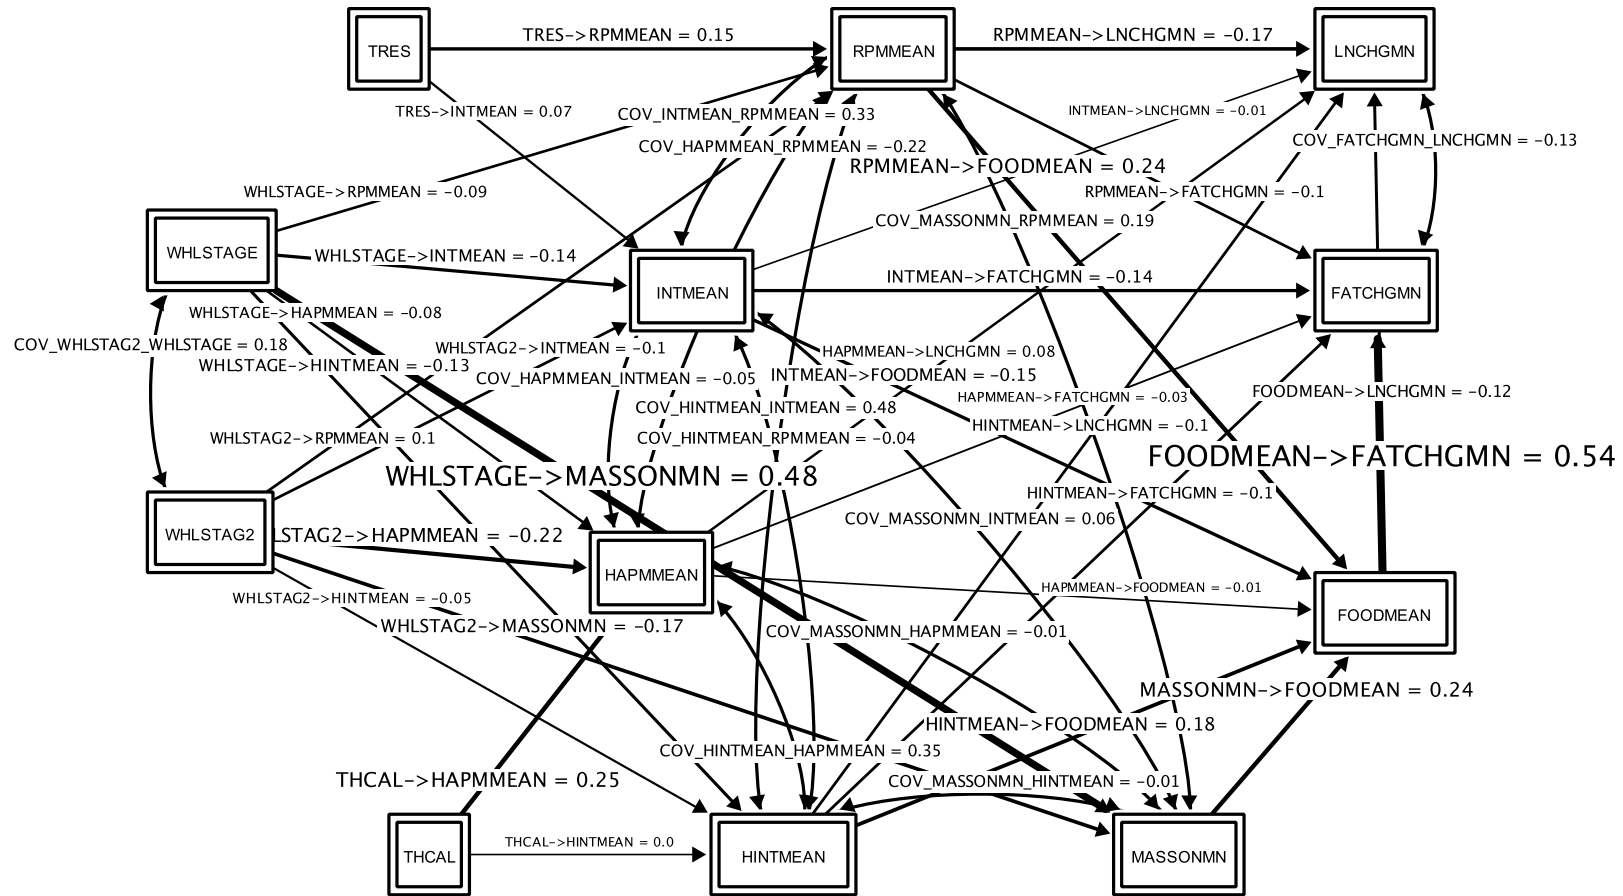 TRES
TRES->RPMMEAN = 0.15
RPMMEAN
RPMMEAN->LNCHGMN = -0.17
LNCHGMN
TRES->INTMEAN = 0.07
COV_INTMEAN_RPMMEAN = 0.33
INTMEAN->LNCHGMN = -0.01
COV_HAPMMEAN_RPMMEAN = -0.22
COV_FATCHGMN_LNCHGMN = -0.13
RPMMEAN->FOODMEAN = 0.24
WHLSTAGE->RPMMEAN = -0.09
RPMMEAN->FATCHGMN = -0.1
COV_MASSONMN_RPMMEAN = 0.19
WHLSTAGE
WHLSTAGE->INTMEAN = -0.14
INTMEAN
INTMEAN->FATCHGMN = -0.14
FATCHGMN
WHLSTAGE->HAPMMEAN = -0.08
COV_WHLSTAG2_WHLSTAGE = 0.18
WHLSTAG2->INTMEAN = -0.1
HAPMMEAN->LNCHGMN = 0.08
WHLSTAGE->HINTMEAN = -0.13
COV_HAPMMEAN_INTMEAN = -0.05
INTMEAN->FOODMEAN = -0.15
HAPMMEAN->FATCHGMN = -0.03
FOODMEAN->LNCHGMN = -0.12
COV_HINTMEAN_INTMEAN = 0.48
HINTMEAN->LNCHGMN = -0.1
WHLSTAG2->RPMMEAN = 0.1
COV_HINTMEAN_RPMMEAN = -0.04
FOODMEAN->FATCHGMN = 0.54
WHLSTAGE->MASSONMN = 0.48
HINTMEAN->FATCHGMN = -0.1
COV_MASSONMN_INTMEAN = 0.06
WHLSTAG2
LSTAG2->HAPMMEAN = -0.22
HAPMMEAN
HAPMMEAN->FOODMEAN = -0.01
WHLSTAG2->HINTMEAN = -0.05
FOODMEAN
WHLSTAG2->MASSONMN = -0.17
COV_MASSONMN_HAPMMEAN = -0.01
MASSONMN->FOODMEAN = 0.24
HINTMEAN->FOODMEAN = 0.18
COV_HINTMEAN_HAPMMEAN = 0.35
THCAL->HAPMMEAN = 0.25
COV_MASSONMN_HINTMEAN = -0.01
THCAL
THCAL->HINTMEAN = 0.0
HINTMEAN
MASSONMN